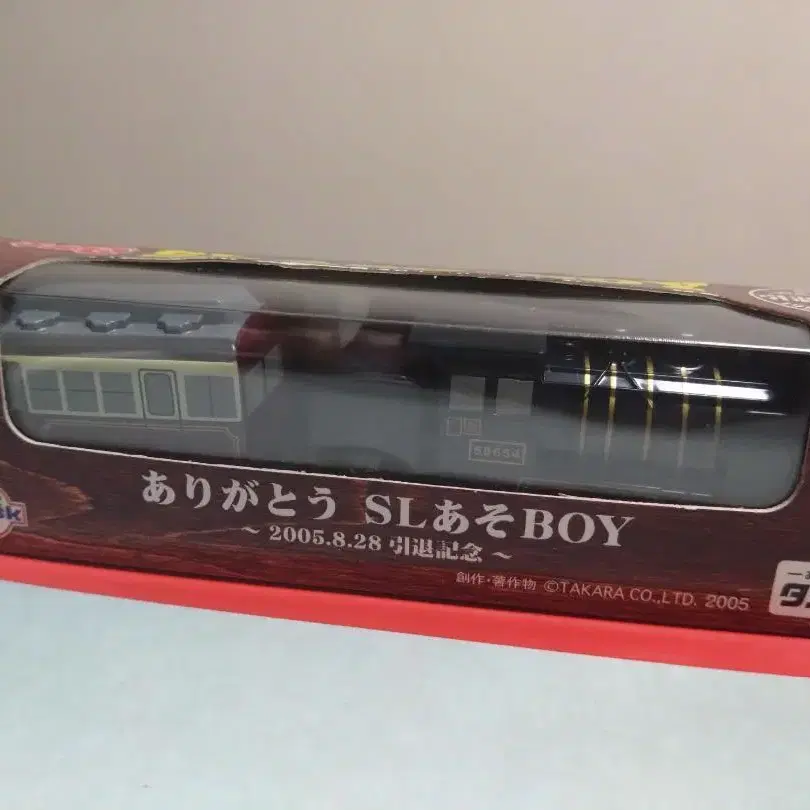 58654
ありがとう SLあそBOY
～ 2005.8.28 引退記念 ～
創作・著作物 ©TAKARA CO.,LTD. 2005